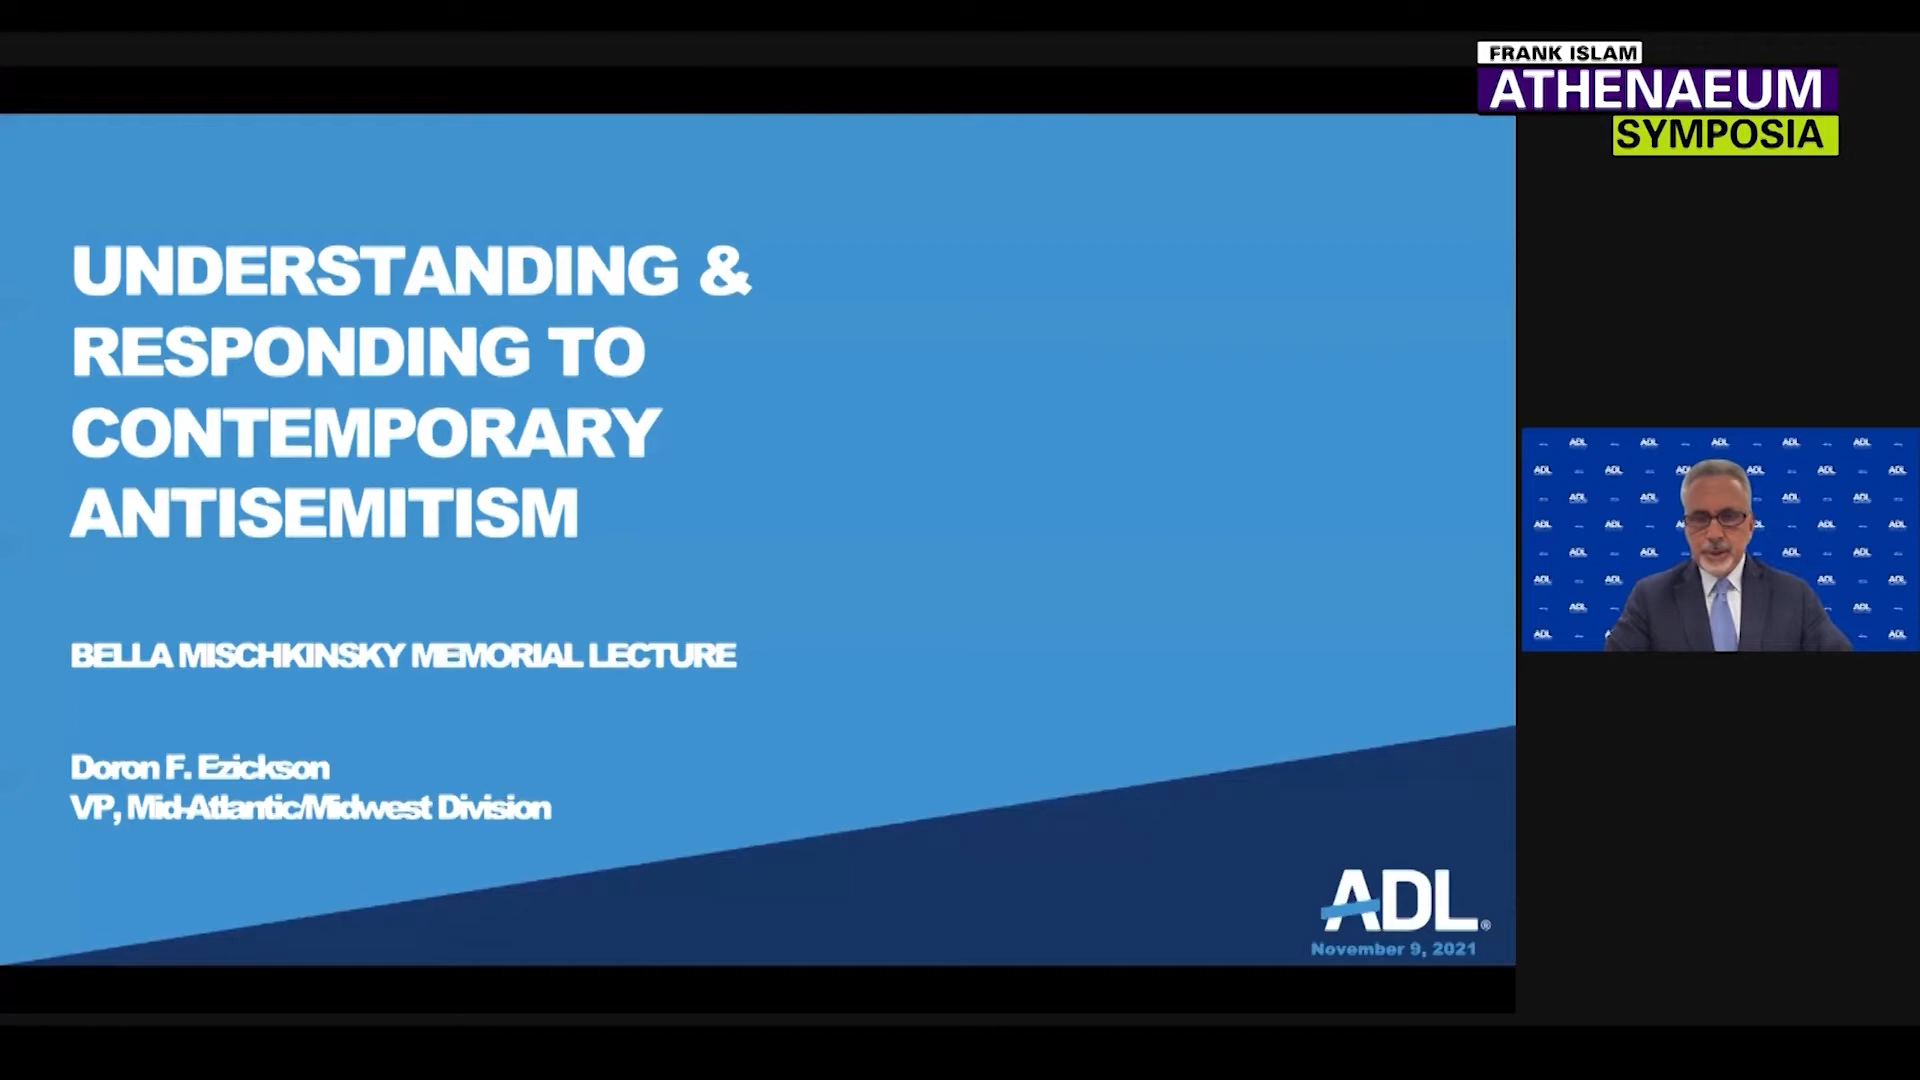 FRANK ISLAM
ATHENAEUM
SYMPOSIA
UNDERSTANDING &
RESPONDING TO
CONTEMPORARY
ANTISEMITISM
BELLA MISCHKINSKY MEMORIAL LECTURE
Doron F. Ezickson
VP, Mid-Atlantic/Midwest Division
ADL®
November 9, 2021